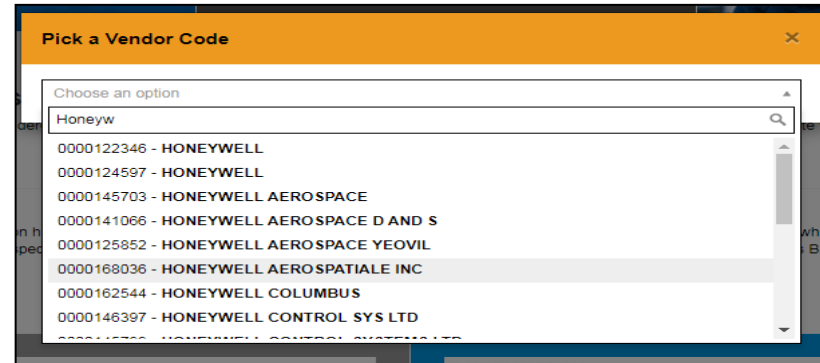 Pick a Vendor Code
×
Choose an option
Honeyw
0000122346 - HONEYWELL
0000124597 - HONEYWELL
0000145703 - HONEYWELL AEROSPACE
0000141066 - HONEYWELL AEROSPACE D AND S
0000125852 - HONEYWELL AEROSPACE YEOVIL
0000168036 - HONEYWELL AEROSPATIALE INC
0000162544 - HONEYWELL COLUMBUS
0000146397 - HONEYWELL CONTROL SYS LTD